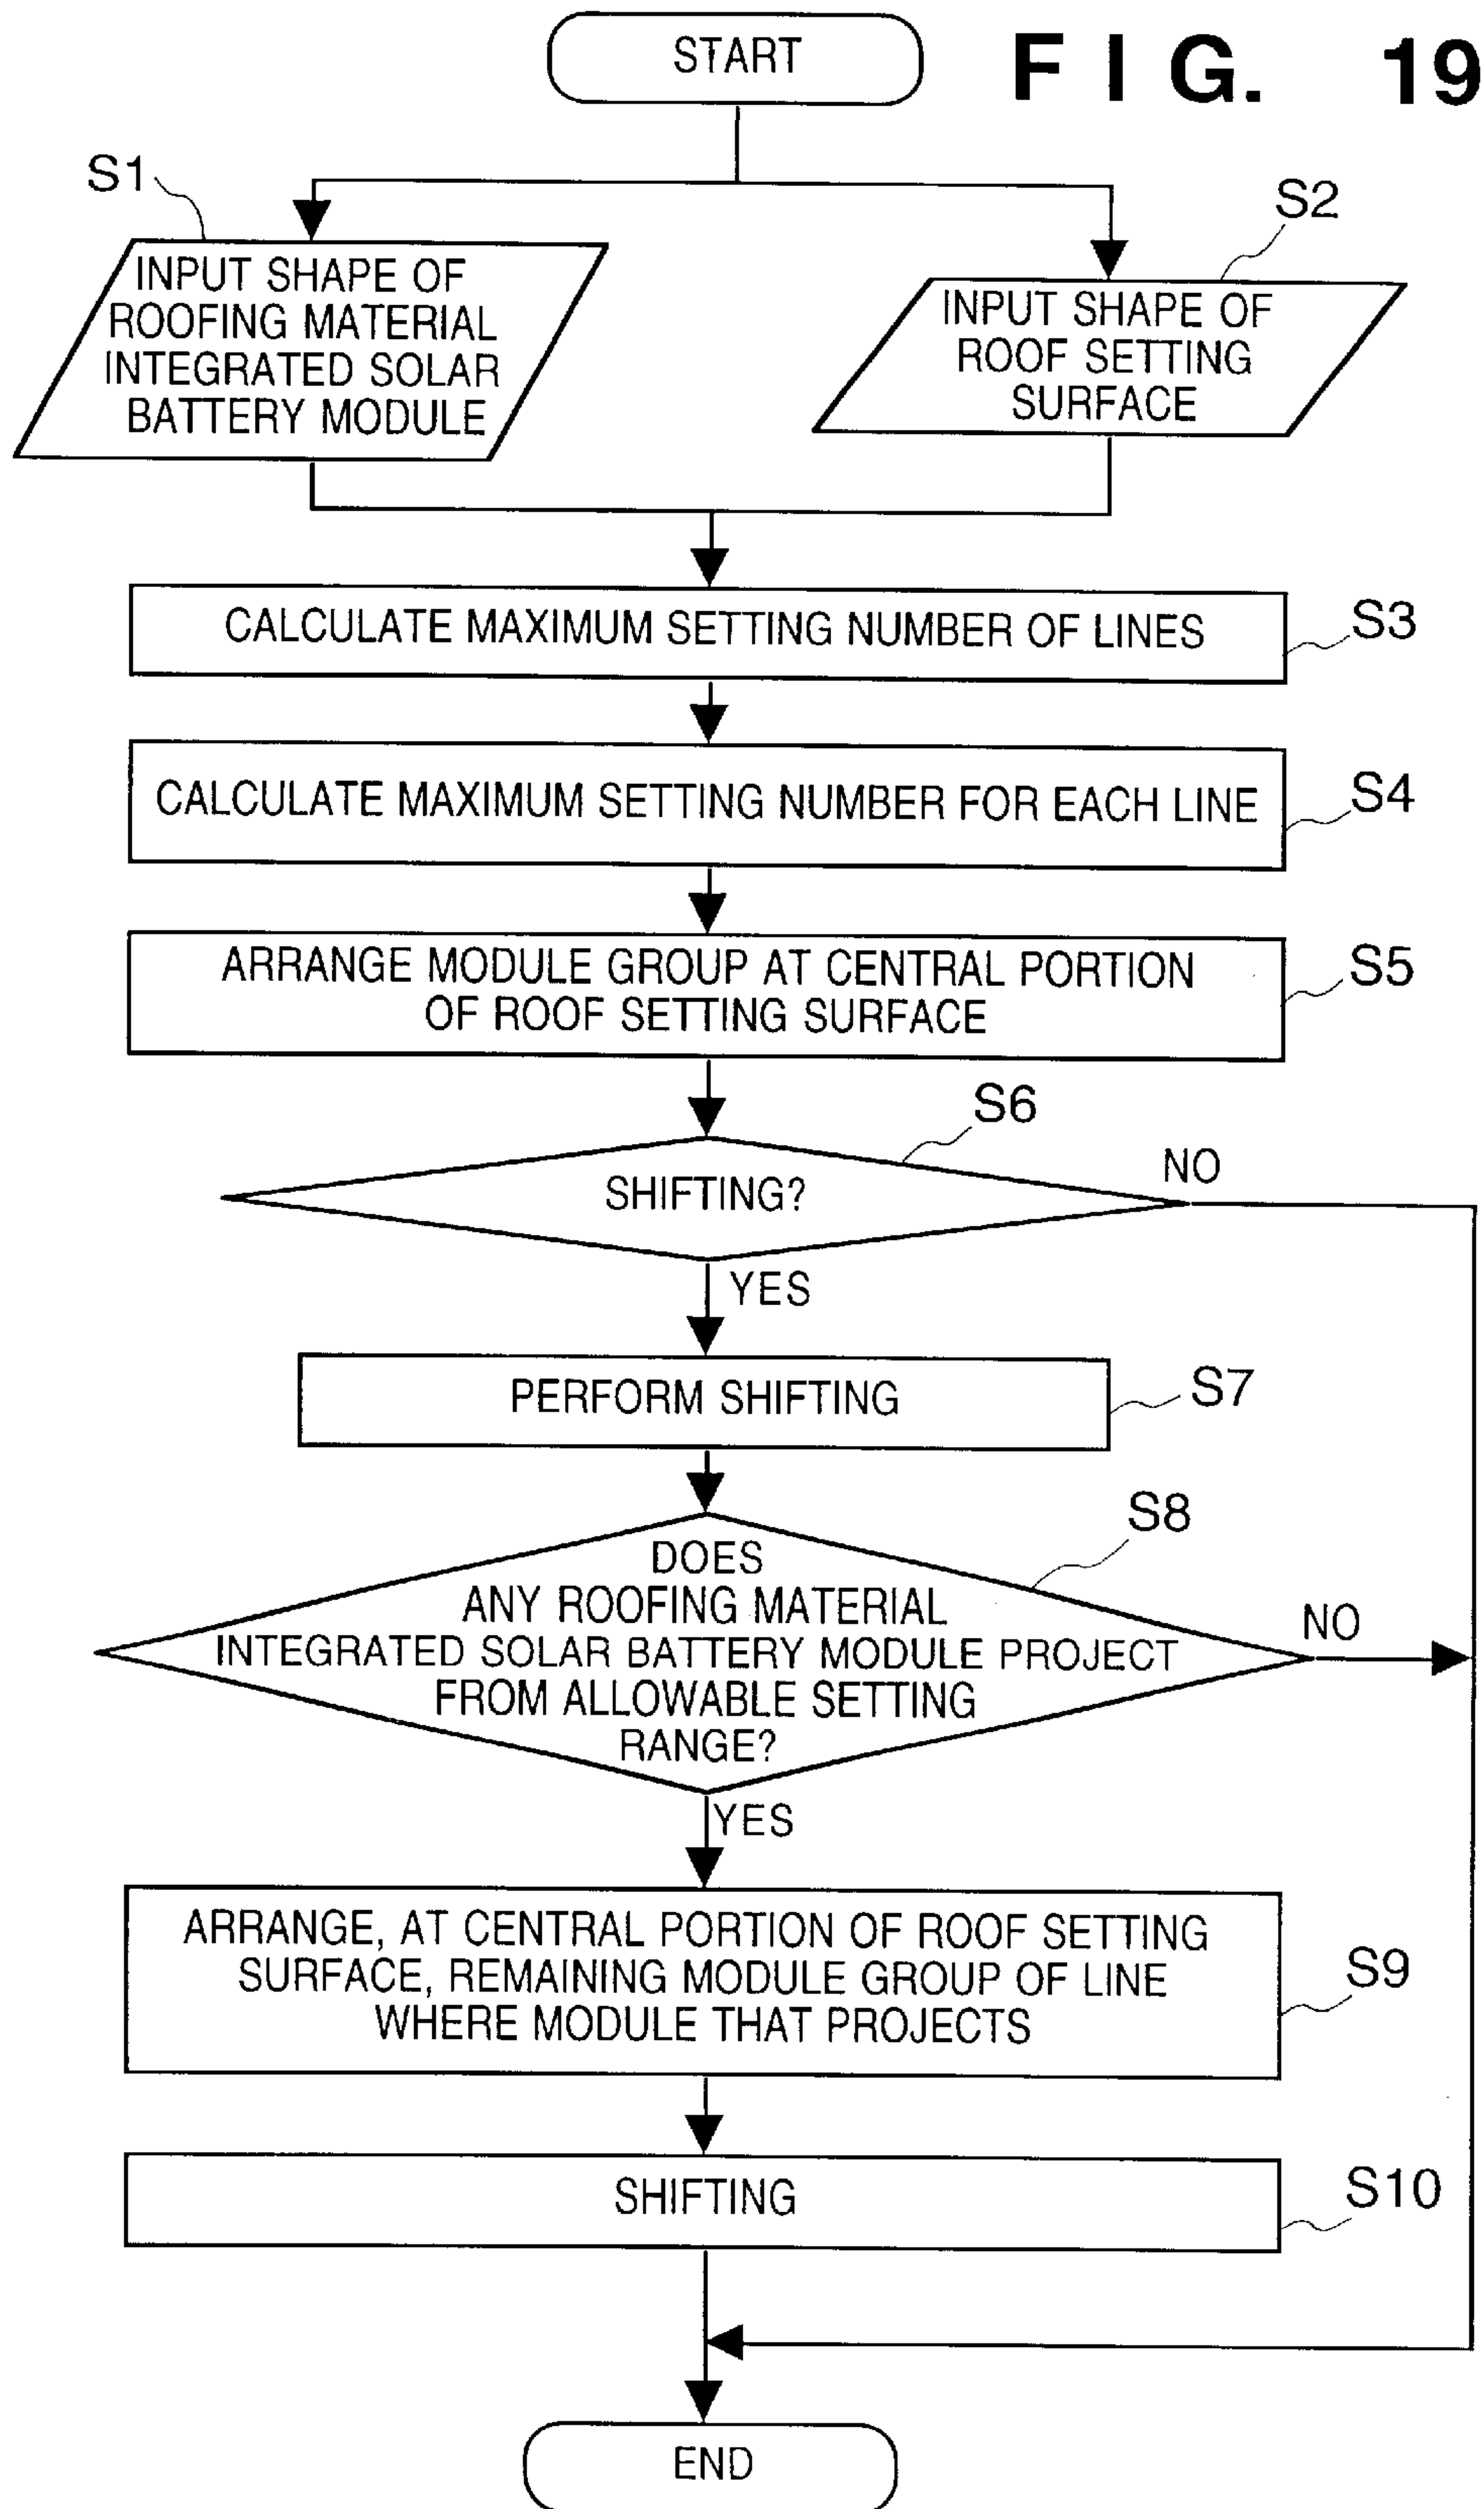 START
FIG. 19
S1
S2
INPUT SHAPE OF
ROOFING MATERIAL
INTEGRATED SOLAR
BATTERY MODULE
INPUT SHAPE OF
ROOF SETTING
SURFACE
CALCULATE MAXIMUM SETTING NUMBER OF LINES
S3
CALCULATE MAXIMUM SETTING NUMBER FOR EACH LINE
S4
ARRANGE MODULE GROUP AT CENTRAL PORTION
OF ROOF SETTING SURFACE
S5
S6
SHIFTING?
NO
YES
PERFORM SHIFTING
S7
S8
DOES
ANY ROOFING MATERIAL
INTEGRATED SOLAR BATTERY MODULE PROJECT
FROM ALLOWABLE SETTING
RANGE?
NO
YES
ARRANGE, AT CENTRAL PORTION OF ROOF SETTING
SURFACE, REMAINING MODULE GROUP OF LINE
WHERE MODULE THAT PROJECTS
S9
SHIFTING
S10
END